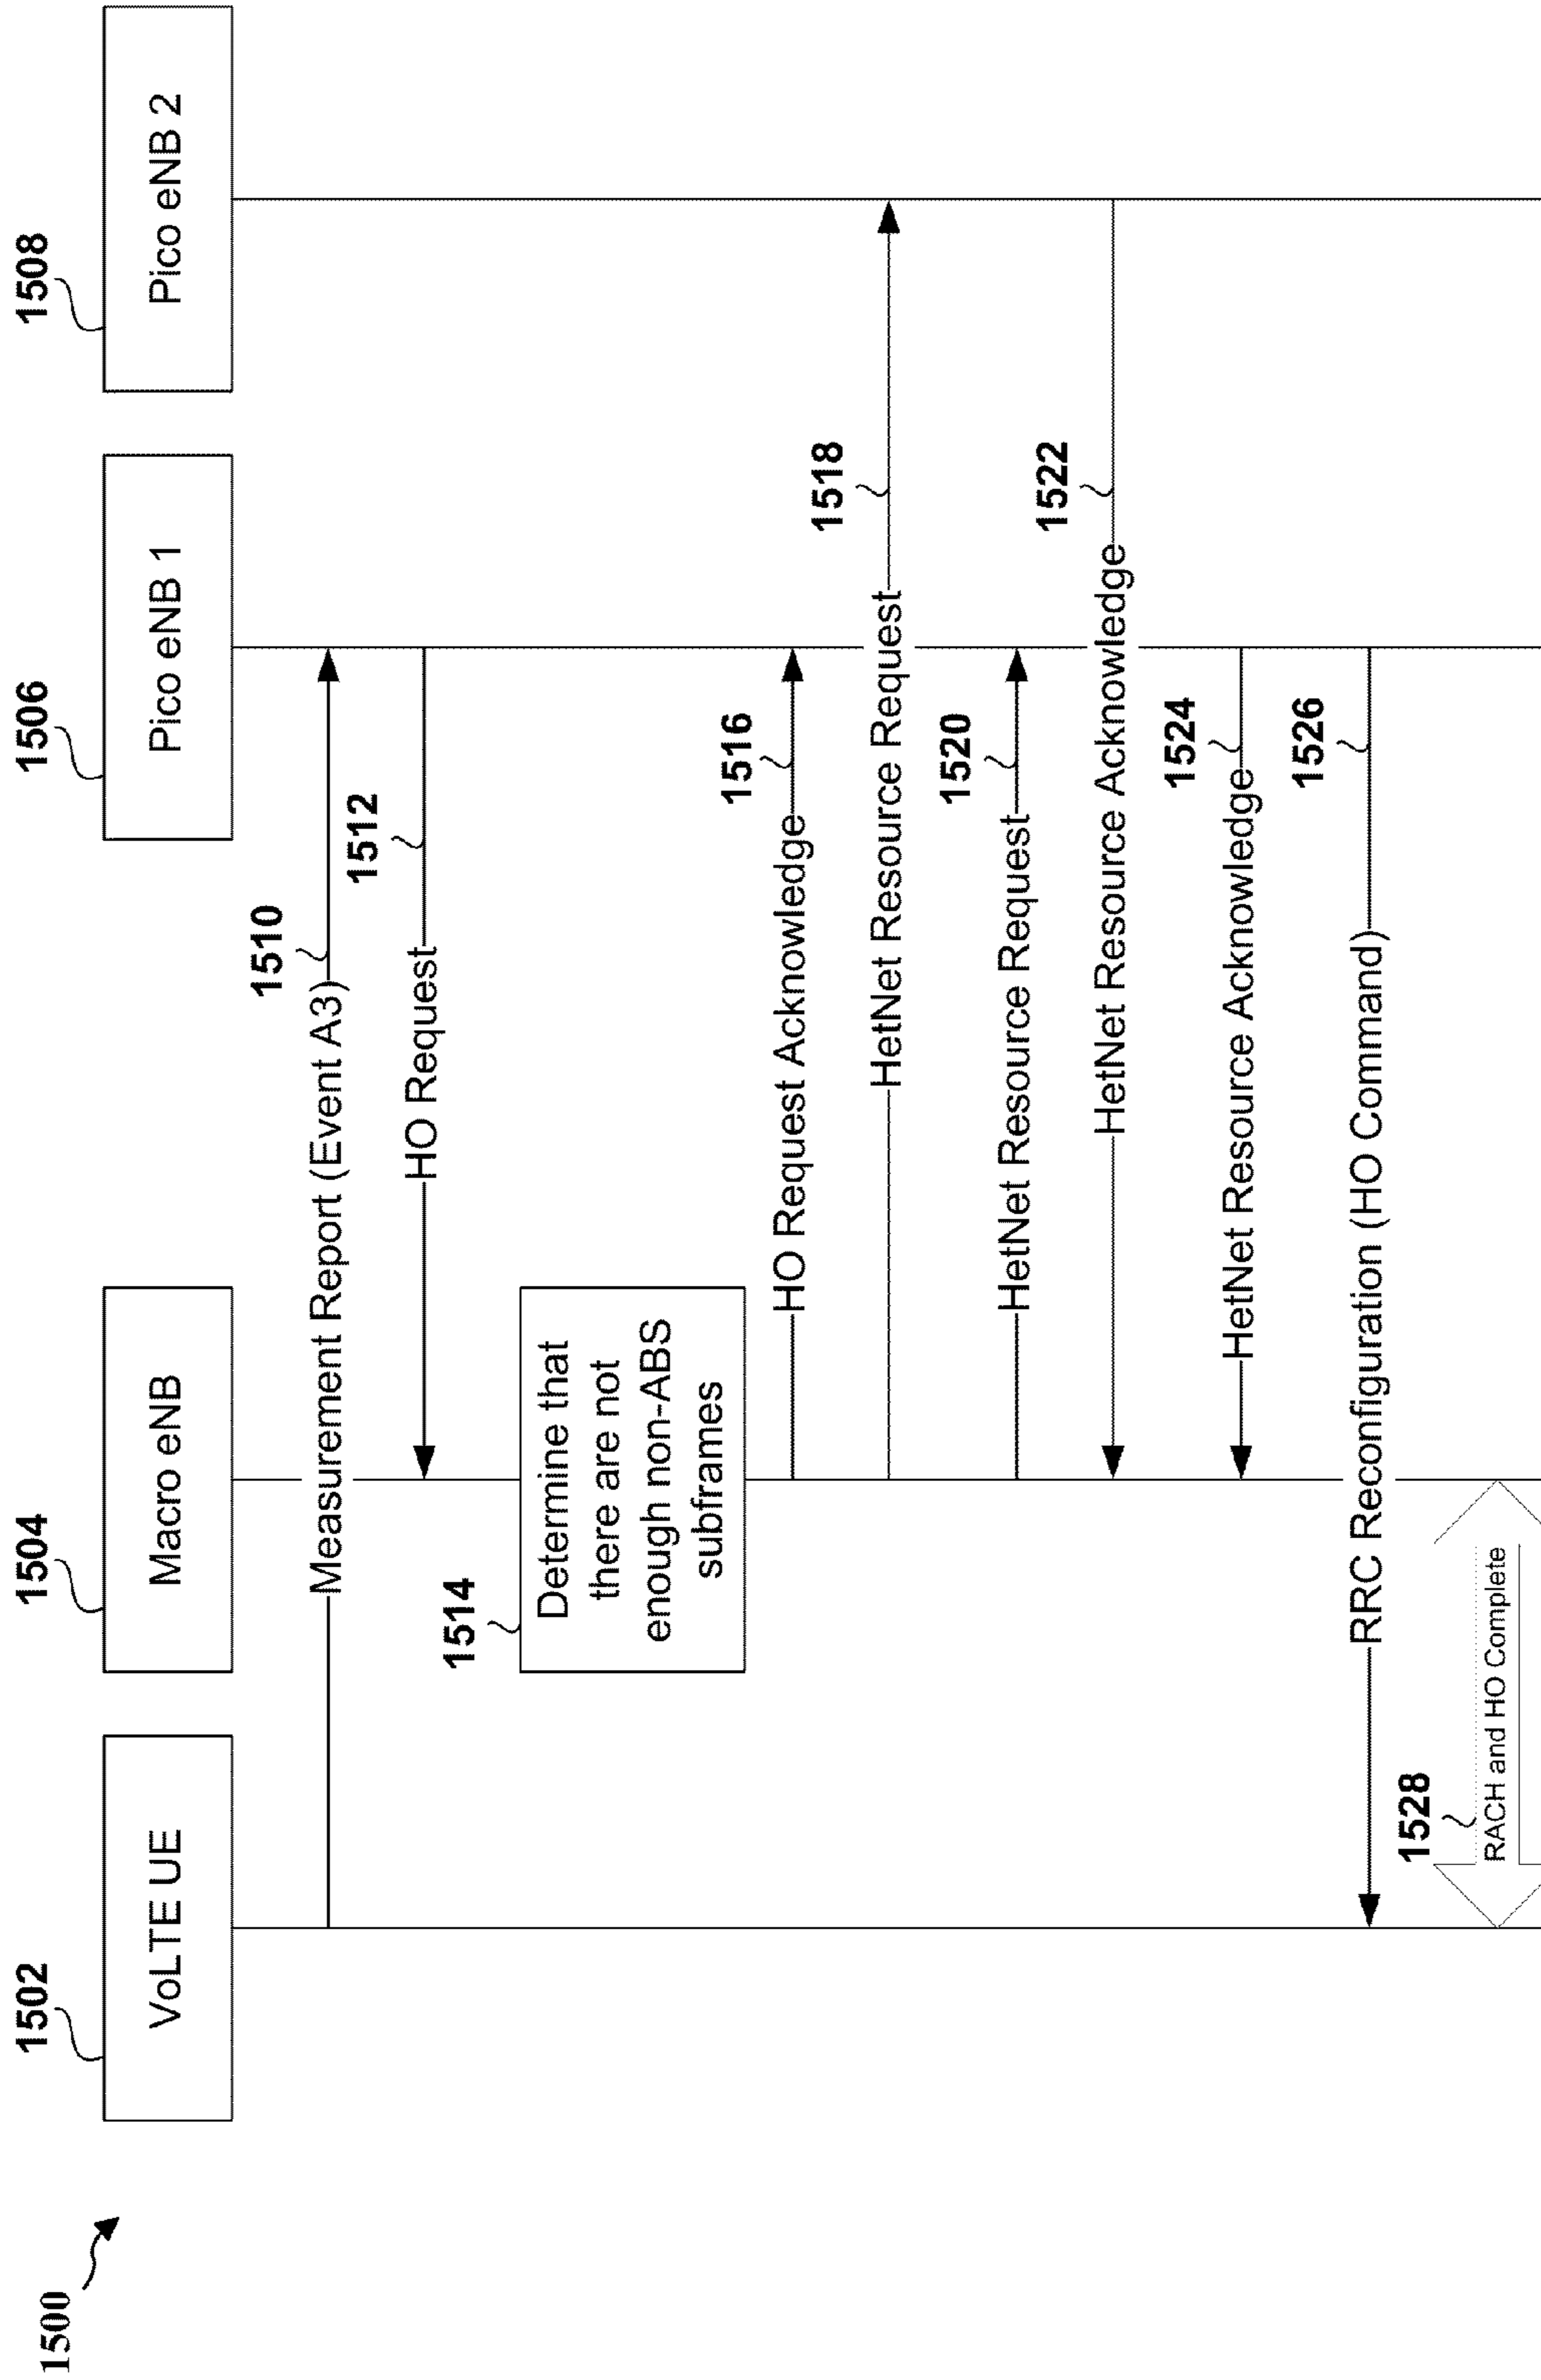 1500
1502
VoLTE UE
1504
Macro eNB
1506
Pico eNB 1
1508
Pico eNB 2
1510
Measurement Report (Event A3)
1512
HO Request
1514
Determine that
there are not
enough non-ABS
subframes
1516
HO Request Acknowledge
1518
HetNet Resource Request
1520
HetNet Resource Request
1522
HetNet Resource Acknowledge
1524
HetNet Resource Acknowledge
1526
RRC Reconfiguration (HO Command)
1528
RACH and HO Complete